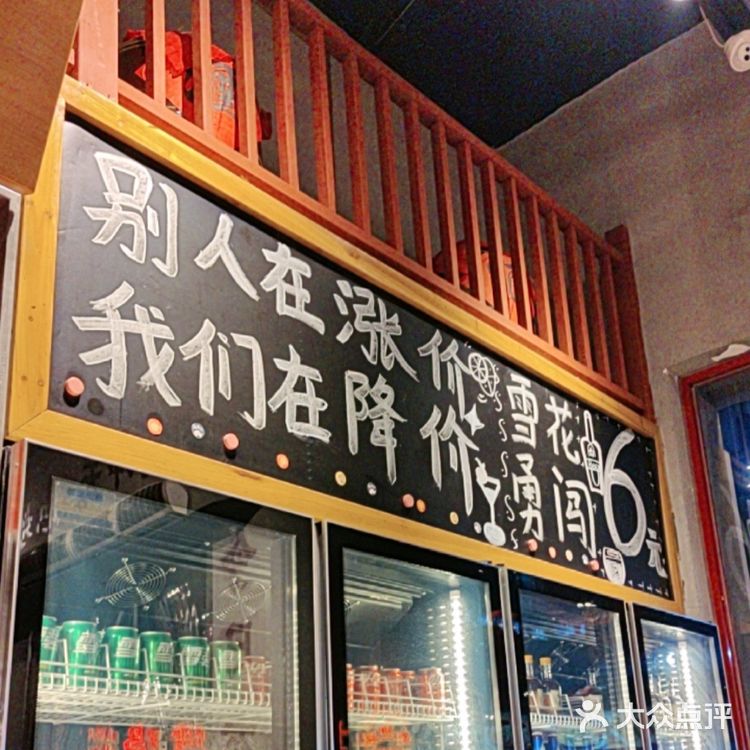 别人在涨价
我们在降价
雪花
勇闯
6元
大众点评